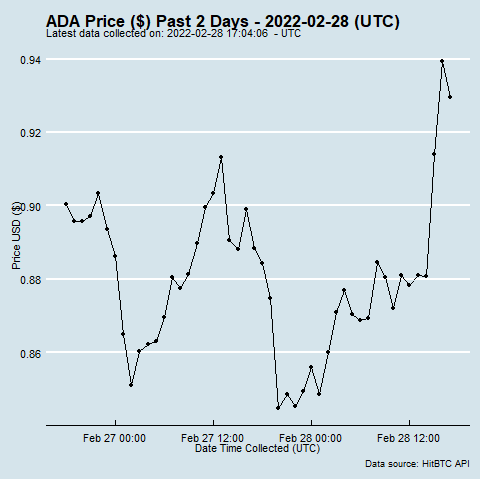 ADA Price ($) Past 2 Days - 2022-02-28 (UTC)
Latest data collected on: 2022-02-28 17:04:06 - UTC
0.94
0.92
0.90
0.88
0.86
Price USD ($)
Feb 27 00:00
Feb 27 12:00
Feb 28 00:00
Feb 28 12:00
Date Time Collected (UTC)
Data source: HitBTC API